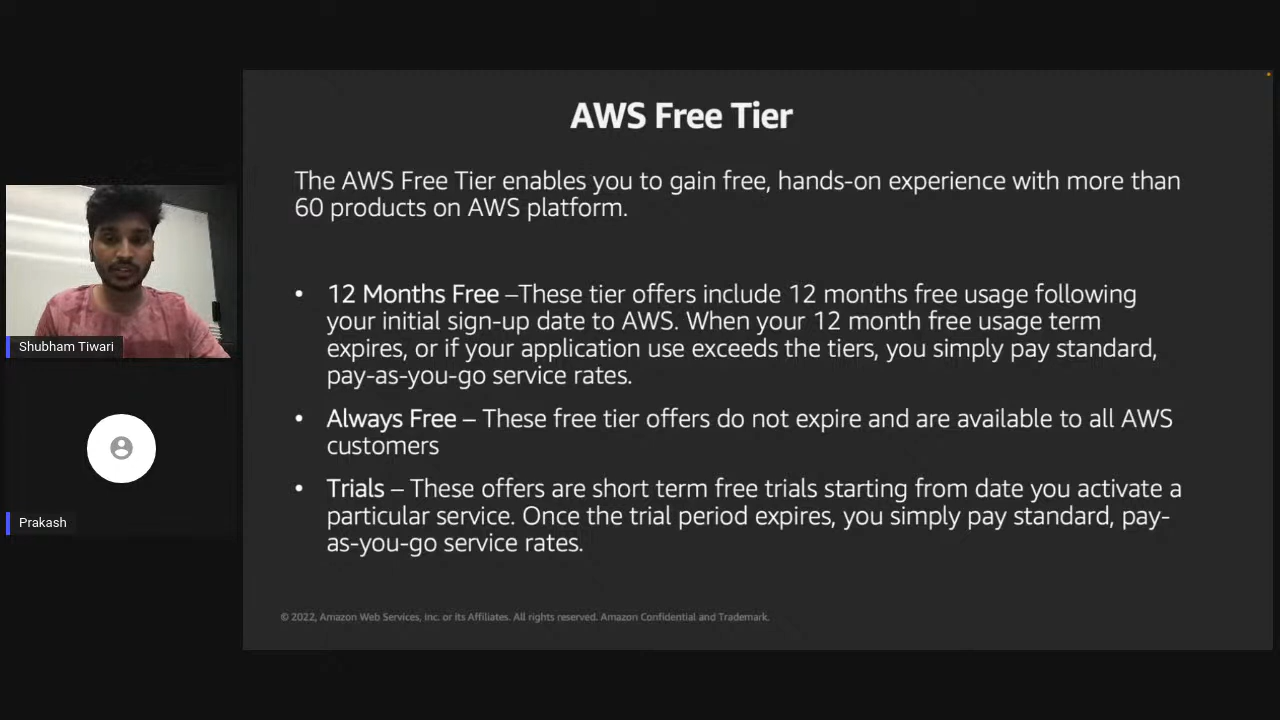 AWS Free Tier
The AWS Free Tier enables you to gain free, hands-on experience with more than
60 products on AWS platform.
• 12 Months Free –These tier offers include 12 months free usage following
your initial sign-up date to AWS. When your 12 month free usage term
expires, or if your application use exceeds the tiers, you simply pay standard,
pay-as-you-go service rates.
• Always Free – These free tier offers do not expire and are available to all AWS
customers
• Trials – These offers are short term free trials starting from date you activate a
particular service. Once the trial period expires, you simply pay standard, pay-
as-you-go service rates.
© 2022, Amazon Web Services, Inc. or its Affiliates. All rights reserved. Amazon Confidential and Trademark.
Shubham Tiwari
Prakash